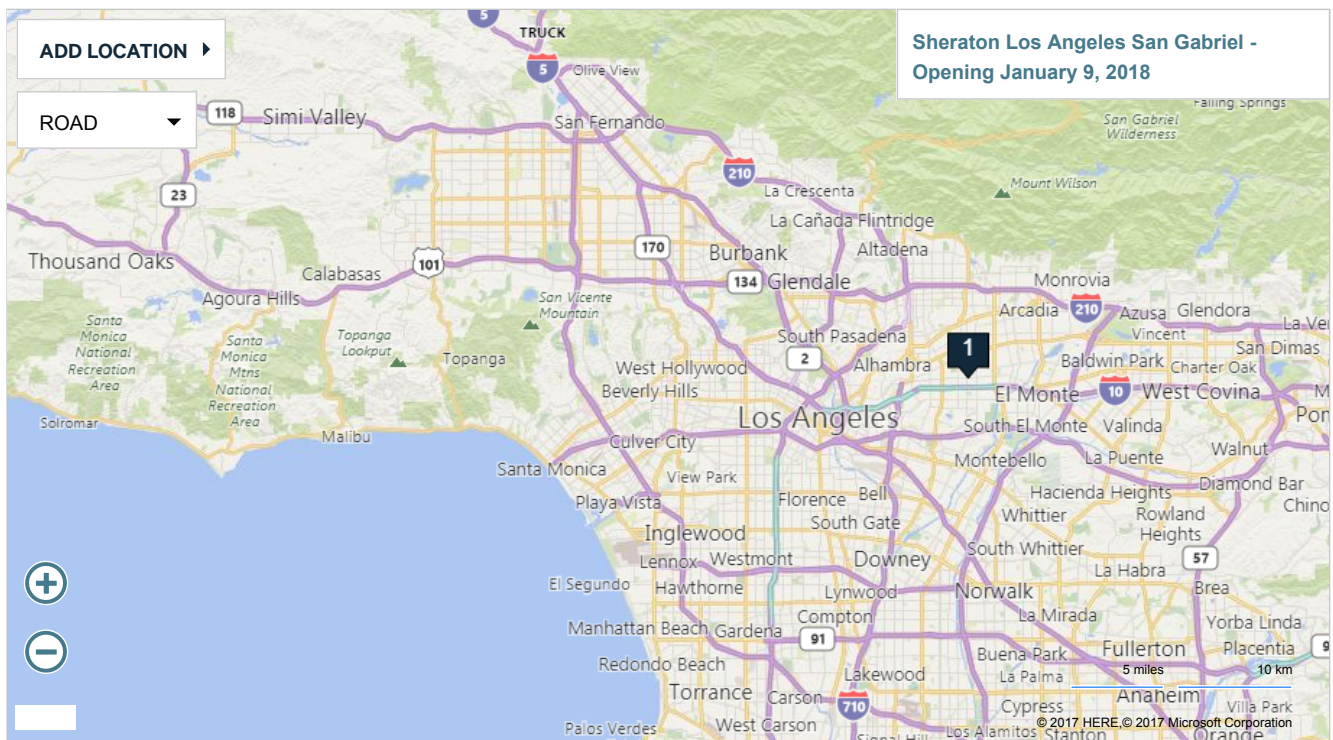 5
TRUCK
ADD LOCATION
Sheraton Los Angeles San Gabriel -
Opening January 9, 2018
5
Olive View
ROAD
118
Simi Valley
San Fernando
Falling Springs
San Gabriel
Wilderness
210
23
La Crescenta
Mount Wilson
La Cañada Flintridge
170
Burbank
Altadena
Thousand Oaks
101
Calabasas
134
Glendale
Monrovia
Agoura Hills
San Vicente
Mountain
Arcadia
210
Azusa
Glendora
Santa
Monica
National
Recreation
Area
Santa
Monica
Mtns
National
Recreation
Area
Topanga
Lookput
Topanga
South Pasadena
Vincent
La Ve
San Dimas
2
1
West Hollywood
Alhambra
Baldwin Park
Charter Oak
Beverly Hills
El Monte
10
West Covina
M
Pon
Solromar
Malibu
Los Angeles
South El Monte
Valinda
Culver City
Walnut
Santa Monica
View Park
Montebello
La Puente
Playa Vista
Florence
Bell
Hacienda Heights
Diamond Bar
Chino
South Gate
Whittier
Rowland
Heights
Inglewood
Lennox
Westmont
Downey
South Whittier
57
El Segundo
Hawthorne
Lynwood
Norwalk
La Habra
Brea
Compton
La Mirada
Yorba Linda
Manhattan Beach
Gardena
91
Buena Park
Fullerton
Placentia
9
Redondo Beach
Lakewood
La Palma
5 miles
10 km
Torrance
Carson
710
Cypress
Anaheim
Villa Park
Palos Verdes
West Carson
Signal Hill
Los Alamitos
Stanton
Orange
© 2017 HERE,© 2017 Microsoft Corporation